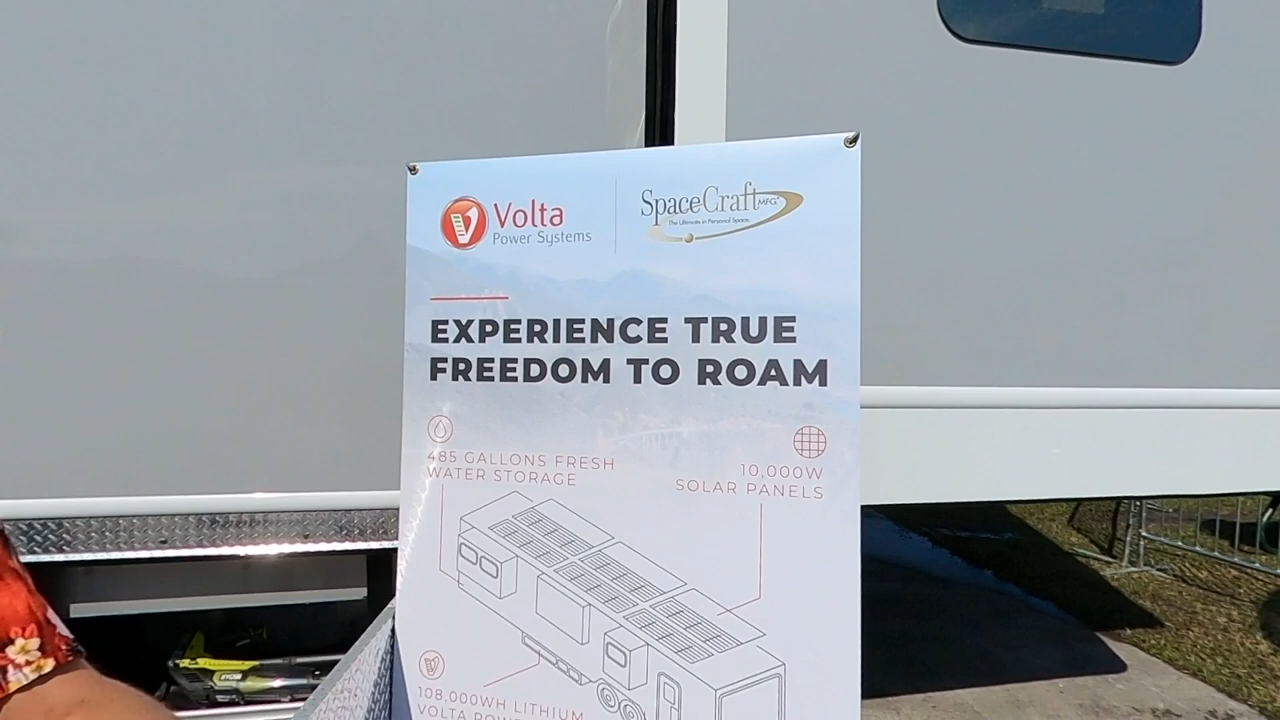 Volta
Power Systems
SpaceCraft MFG
The Ultimate in Personal Space.
EXPERIENCE TRUE
FREEDOM TO ROAM
485 GALLONS FRESH
WATER STORAGE
10,000W
SOLAR PANELS
108,000WH LITHIUM
VOLTA
RYOBI